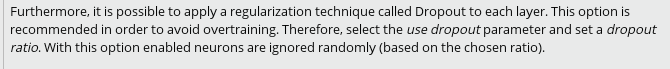 Furthermore, it is possible to apply a regularization technique called Dropout to each layer. This option is
recommended in order to avoid overtraining. Therefore, select the use dropout parameter and set a dropout
ratio. With this option enabled neurons are ignored randomly (based on the chosen ratio).